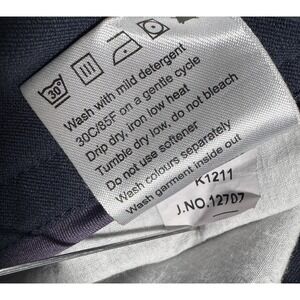 30°
Wash with mild detergent
30C/85F on a gentle cycle
Drip dry, iron low heat
Tumble dry low, do not bleach
Do not use softener
Wash colours separately
Wash garment inside out
K1211
J.NO.12707